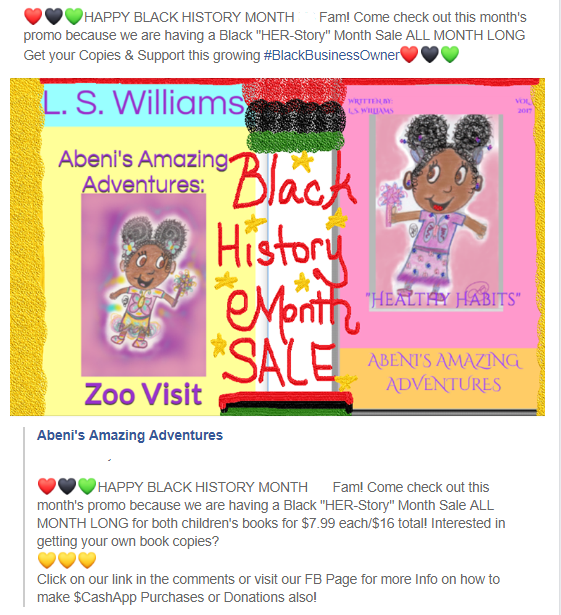 ❤️🖤💚HAPPY BLACK HISTORY MONTH Fam! Come check out this month's
promo because we are having a Black "HER-Story" Month Sale ALL MONTH LONG
Get your Copies & Support this growing #BlackBusinessOwner❤️🖤💚
L. S. Williams
Abeni's Amazing
Adventures:
Zoo Visit
Black
History
Month
SALE
WRITTEN BY:
L.S. WILLIAMS
VOL.
2017
"HEALTHY HABITS"
ABENI'S AMAZING
ADVENTURES
Abeni's Amazing Adventures
❤️🖤💚HAPPY BLACK HISTORY MONTH Fam! Come check out this
month's promo because we are having a Black "HER-Story" Month Sale ALL
MONTH LONG for both children's books for $7.99 each/$16 total! Interested in
getting your own book copies?
💛💛💛
Click on our link in the comments or visit our FB Page for more Info on how to
make $CashApp Purchases or Donations also!